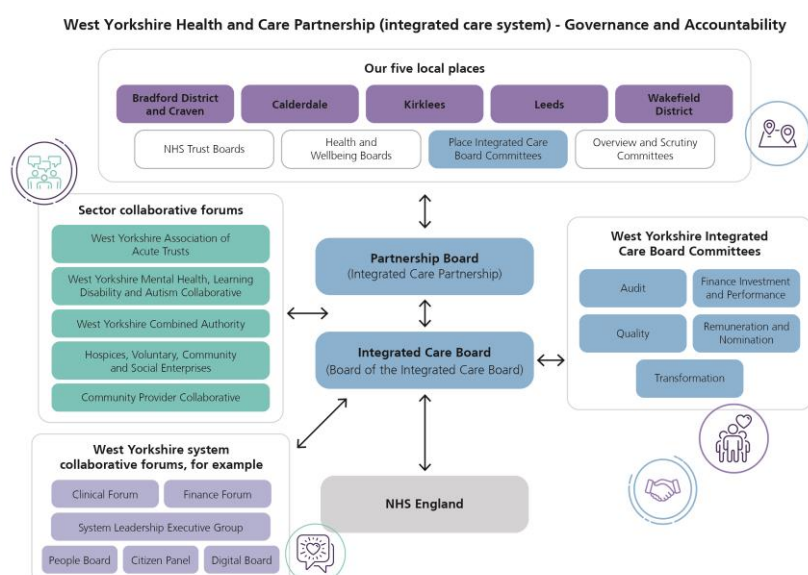 West Yorkshire Health and Care Partnership (integrated care system) - Governance and Accountability
Our five local places
Bradford District
and Craven
Calderdale
Kirklees
Leeds
Wakefield
District
NHS Trust Boards
Health and
Wellbeing Boards
Place Integrated Care
Board Committees
Overview and Scrutiny
Committees
Sector collaborative forums
West Yorkshire Association of
Acute Trusts
West Yorkshire Mental Health, Learning
Disability and Autism Collaborative
West Yorkshire Combined Authority
Hospices, Voluntary, Community
and Social Enterprises
Community Provider Collaborative
Partnership Board
(Integrated Care Partnership)
Integrated Care Board
(Board of the Integrated Care Board)
West Yorkshire Integrated
Care Board Committees
Audit
Finance Investment
and Performance
Quality
Remuneration and
Nomination
Transformation
West Yorkshire system
collaborative forums, for example
Clinical Forum
Finance Forum
System Leadership Executive Group
People Board
Citizen Panel
Digital Board
NHS England